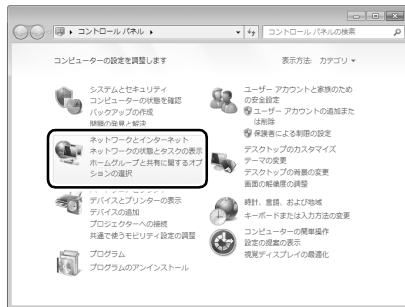 コントロール パネル
コントロール パネルの検索
コンピューターの設定を調整します
表示方法: カテゴリ
システムとセキュリティ
コンピューターの状態を確認
バックアップの作成
問題の発見と解決
ネットワークとインターネット
ネットワークの状態とタスクの表示
ホームグループと共有に関するオプ
ションの選択
デバイスとプリンターの表示
デバイスの追加
プロジェクターへの接続
共通で使うモビリティ設定の調整
プログラム
プログラムのアンインストール
ユーザー アカウントと家族のため
の安全設定
ユーザー アカウントの追加また
は削除
保護者による制限の設定
デスクトップのカスタマイズ
テーマの変更
デスクトップの背景の変更
画面の解像度の調整
時計、言語、および地域
キーボードまたは入力方法の変更
コンピューターの簡単操作
設定の提案の表示
視覚ディスプレイの最適化